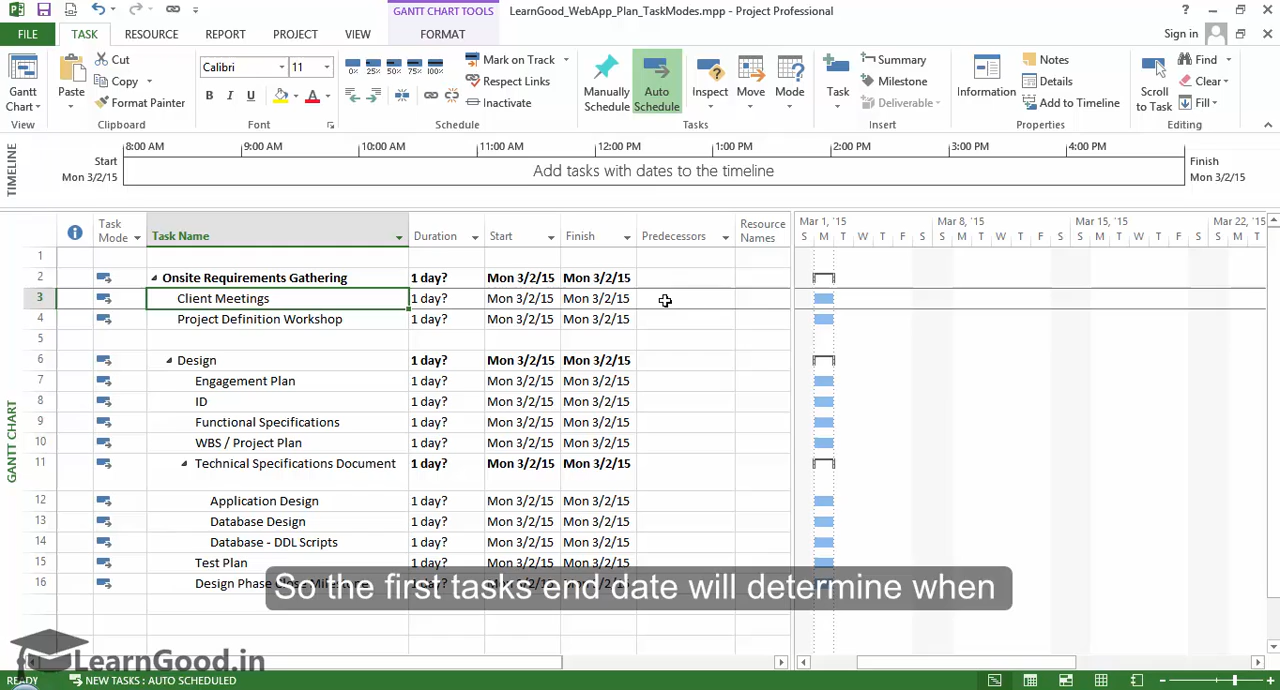 GANTT CHART TOOLS
LearnGood_WebApp_Plan_TaskModes.mpp - Project Professional
FILE TASK RESOURCE REPORT PROJECT VIEW FORMAT
Sign in
Gantt Chart
View
Paste
Cut
Copy
Format Painter
Clipboard
Calibri 11
B I U A
Font
0% 25% 50% 75% 100%
Mark on Track
Respect Links
Inactivate
Schedule
Manually Schedule
Auto Schedule
Inspect
Move
Mode
Tasks
Task
Summary
Milestone
Deliverable
Insert
Information
Notes
Details
Add to Timeline
Properties
Scroll to Task
Find
Clear
Fill
Editing
TIMELINE
8:00 AM 9:00 AM 10:00 AM 11:00 AM 12:00 PM 1:00 PM 2:00 PM 3:00 PM 4:00 PM
Start
Mon 3/2/15
Add tasks with dates to the timeline
Finish
Mon 3/2/15
GANTT CHART
Task Mode Task Name Duration Start Finish Predecessors Resource Names
Mar 1, '15 Mar 8, '15 Mar 15, '15 Mar 22, '15
S M T W T F S S M T W T F S S M T W T F S S M T
1
2 Onsite Requirements Gathering 1 day? Mon 3/2/15 Mon 3/2/15
3 Client Meetings 1 day? Mon 3/2/15 Mon 3/2/15
4 Project Definition Workshop 1 day? Mon 3/2/15 Mon 3/2/15
5
6 Design 1 day? Mon 3/2/15 Mon 3/2/15
7 Engagement Plan 1 day? Mon 3/2/15 Mon 3/2/15
8 ID 1 day? Mon 3/2/15 Mon 3/2/15
9 Functional Specifications 1 day? Mon 3/2/15 Mon 3/2/15
10 WBS / Project Plan 1 day? Mon 3/2/15 Mon 3/2/15
11 Technical Specifications Document 1 day? Mon 3/2/15 Mon 3/2/15
12 Application Design 1 day? Mon 3/2/15 Mon 3/2/15
13 Database Design 1 day? Mon 3/2/15 Mon 3/2/15
14 Database - DDL Scripts 1 day? Mon 3/2/15 Mon 3/2/15
15 Test Plan 1 day? Mon 3/2/15 Mon 3/2/15
16 Design Phase
So the first tasks end date will determine when
LearnGood.in
READY NEW TASKS : AUTO SCHEDULED